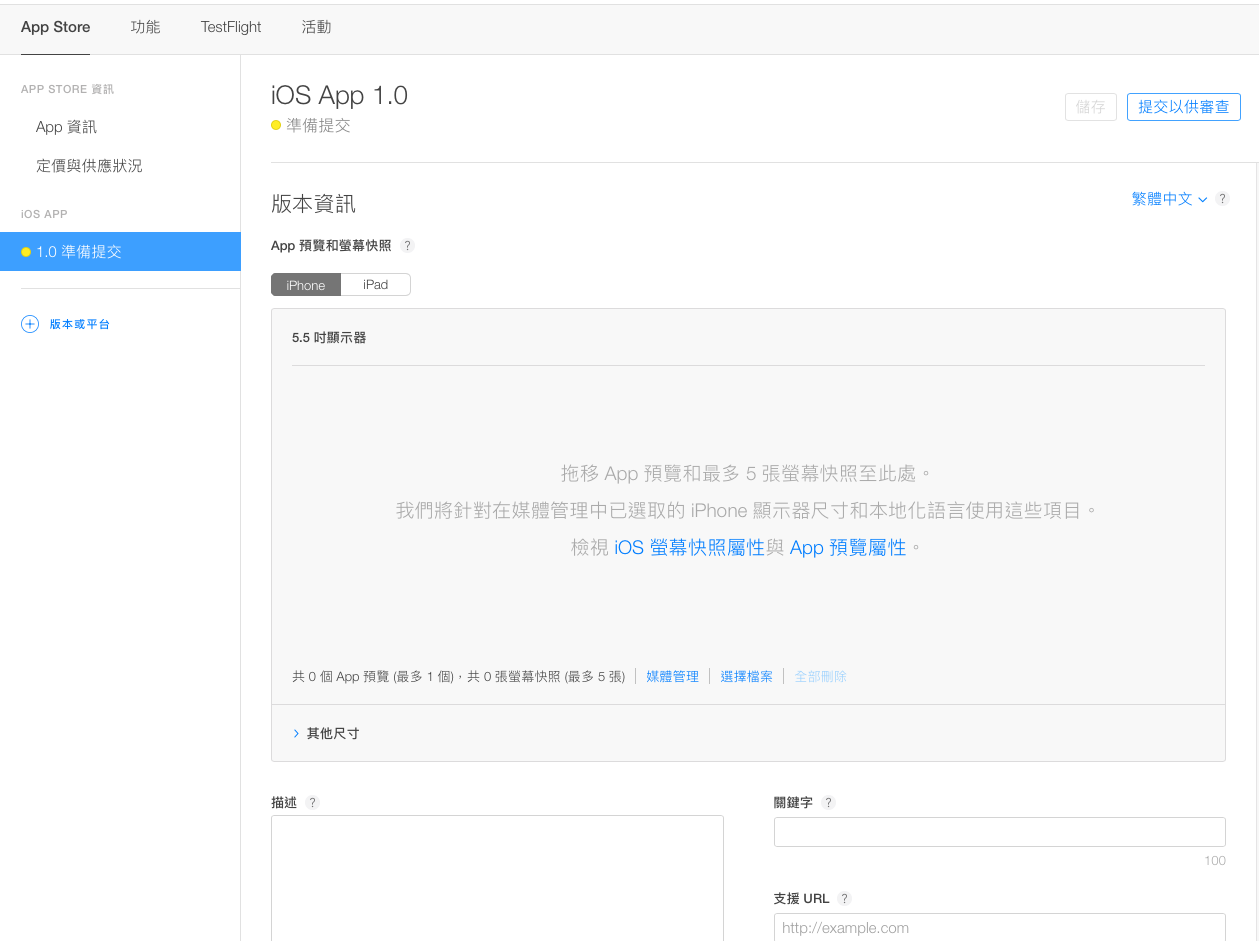 App Store 功能 TestFlight 活動
APP STORE 資訊
App 資訊
定價與供應狀況
iOS APP
1.0 準備提交
版本或平台
iOS App 1.0
準備提交
儲存 提交以供審查
版本資訊
繁體中文 ?
App 預覽和螢幕快照 ?
iPhone iPad
5.5 吋顯示器
拖移 App 預覽和最多 5 張螢幕快照至此處。
我們將針對在媒體管理中已選取的 iPhone 顯示器尺寸和本地化語言使用這些項目。
檢視 iOS 螢幕快照屬性與 App 預覽屬性。
共 0 個 App 預覽 (最多 1 個)，共 0 張螢幕快照 (最多 5 張) 媒體管理 選擇檔案 全部刪除
其他尺寸
描述 ?
關鍵字 ?
100
支援 URL ?
http://example.com